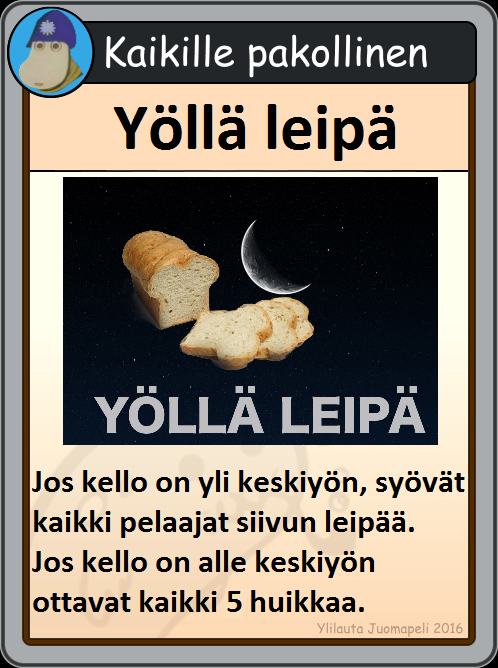 Kaikille pakollinen
Yöllä leipä
YÖLLÄ LEIPÄ
Jos kello on yli keskiyön, syövät
kaikki pelaajat siivun leipää.
Jos kello on alle keskiyön
ottavat kaikki 5 huikkaa.
Ylilauta Juomapeli 2016